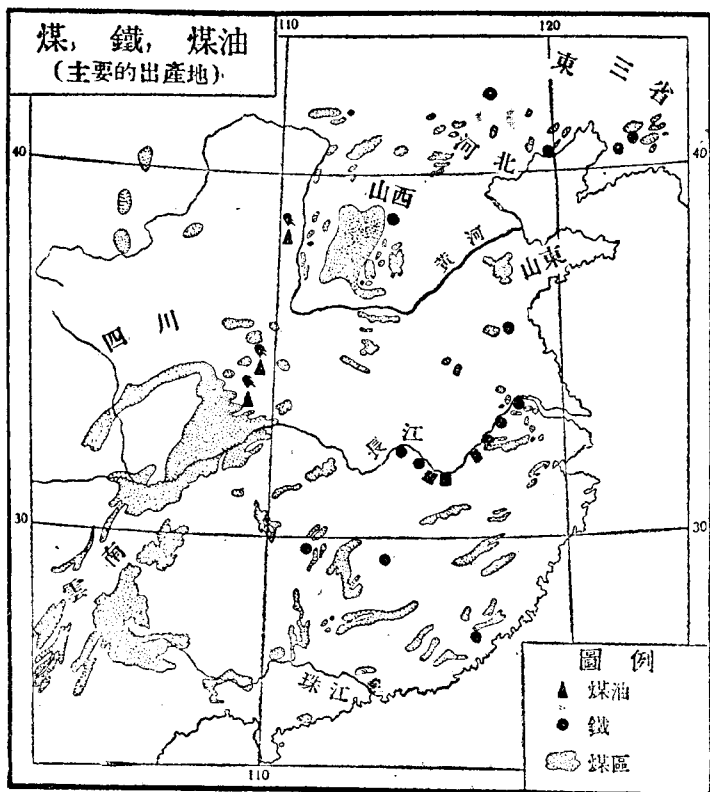 煤, 鐵, 煤油
(主要的出產地)
110
120
東三省
40
40
河北
山西
黃河
山東
四川
長江
30
30
雲南
珠江
110
圖例
煤油
鐵
煤區